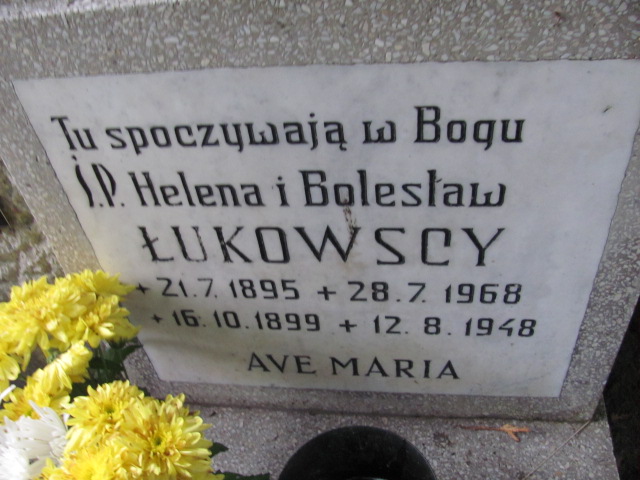 Tu spoczywają w Bogu
Ś.P. Helena i Bolesław
ŁUKOWSCY
* 21.7. 1895 + 28.7. 1968
* 16.10.1899 + 12.8.1948
AVE MARIA